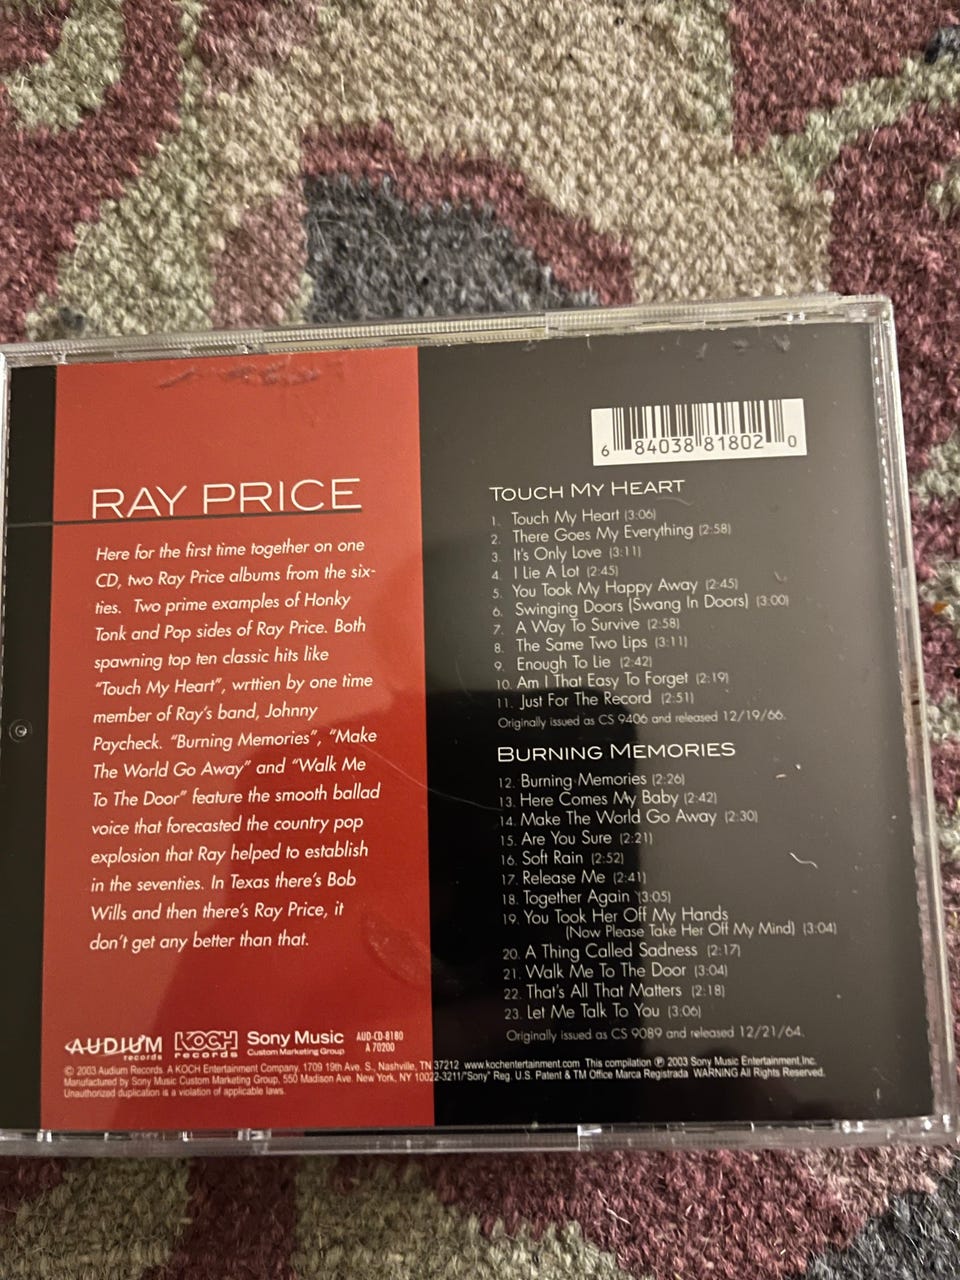 RAY PRICE
Here for the first time together on one
CD, two Ray Price albums from the six-
ties. Two prime examples of Honky
Tonk and Pop sides of Ray Price. Both
spawning top ten classic hits like
"Touch My Heart", wrttien by one time
member of Ray's band, Johnny
Paycheck. "Burning Memories", "Make
The World Go Away" and "Walk Me
To The Door" feature the smooth ballad
voice that forecasted the country pop
explosion that Ray helped to establish
in the seventies. In Texas there's Bob
Wills and then there's Ray Price, it
don't get any better than that.
6 84038 81802 0
TOUCH MY HEART
1. Touch My Heart (3:06)
2. There Goes My Everything (2:58)
3. It's Only Love (3:11)
4. I Lie A Lot (2:45)
5. You Took My Happy Away (2:45)
6. Swinging Doors (Swang In Doors) (3:00)
7. A Way To Survive (2:58)
8. The Same Two Lips (3:11)
9. Enough To Lie (2:42)
10. Am I That Easy To Forget (2:19)
11. Just For The Record (2:51)
Originally issued as CS 9406 and released 12/19/66.
BURNING MEMORIES
12. Burning Memories (2:26)
13. Here Comes My Baby (2:42)
14. Make The World Go Away (2:30)
15. Are You Sure (2:21)
16. Soft Rain (2:52)
17. Release Me (2:41)
18. Together Again (3:05)
19. You Took Her Off My Hands
(Now Please Take Her Off My Mind) (3:04)
20. A Thing Called Sadness (2:17)
21. Walk Me To The Door (3:04)
22. That's All That Matters (2:18)
23. Let Me Talk To You (3:06)
Originally issued as CS 9089 and released 12/21/64.
AUDIUM records
KOCH records
Sony Music
Custom Marketing Group
AUD-CD-8180
A 70200
© 2003 Audium Records. A KOCH Entertainment Company, 1709 19th Ave. S., Nashville, TN 37212 www.kochentertainment.com This compilation ℗ 2003 Sony Music Entertainment,Inc.
Manufactured by Sony Music Custom Marketing Group, 550 Madison Ave. New York, NY 10022-3211/"Sony" Reg. U.S. Patent & TM Office Marca Registrada WARNING All Rights Reserved.
Unauthorized duplication is a violation of applicable laws.